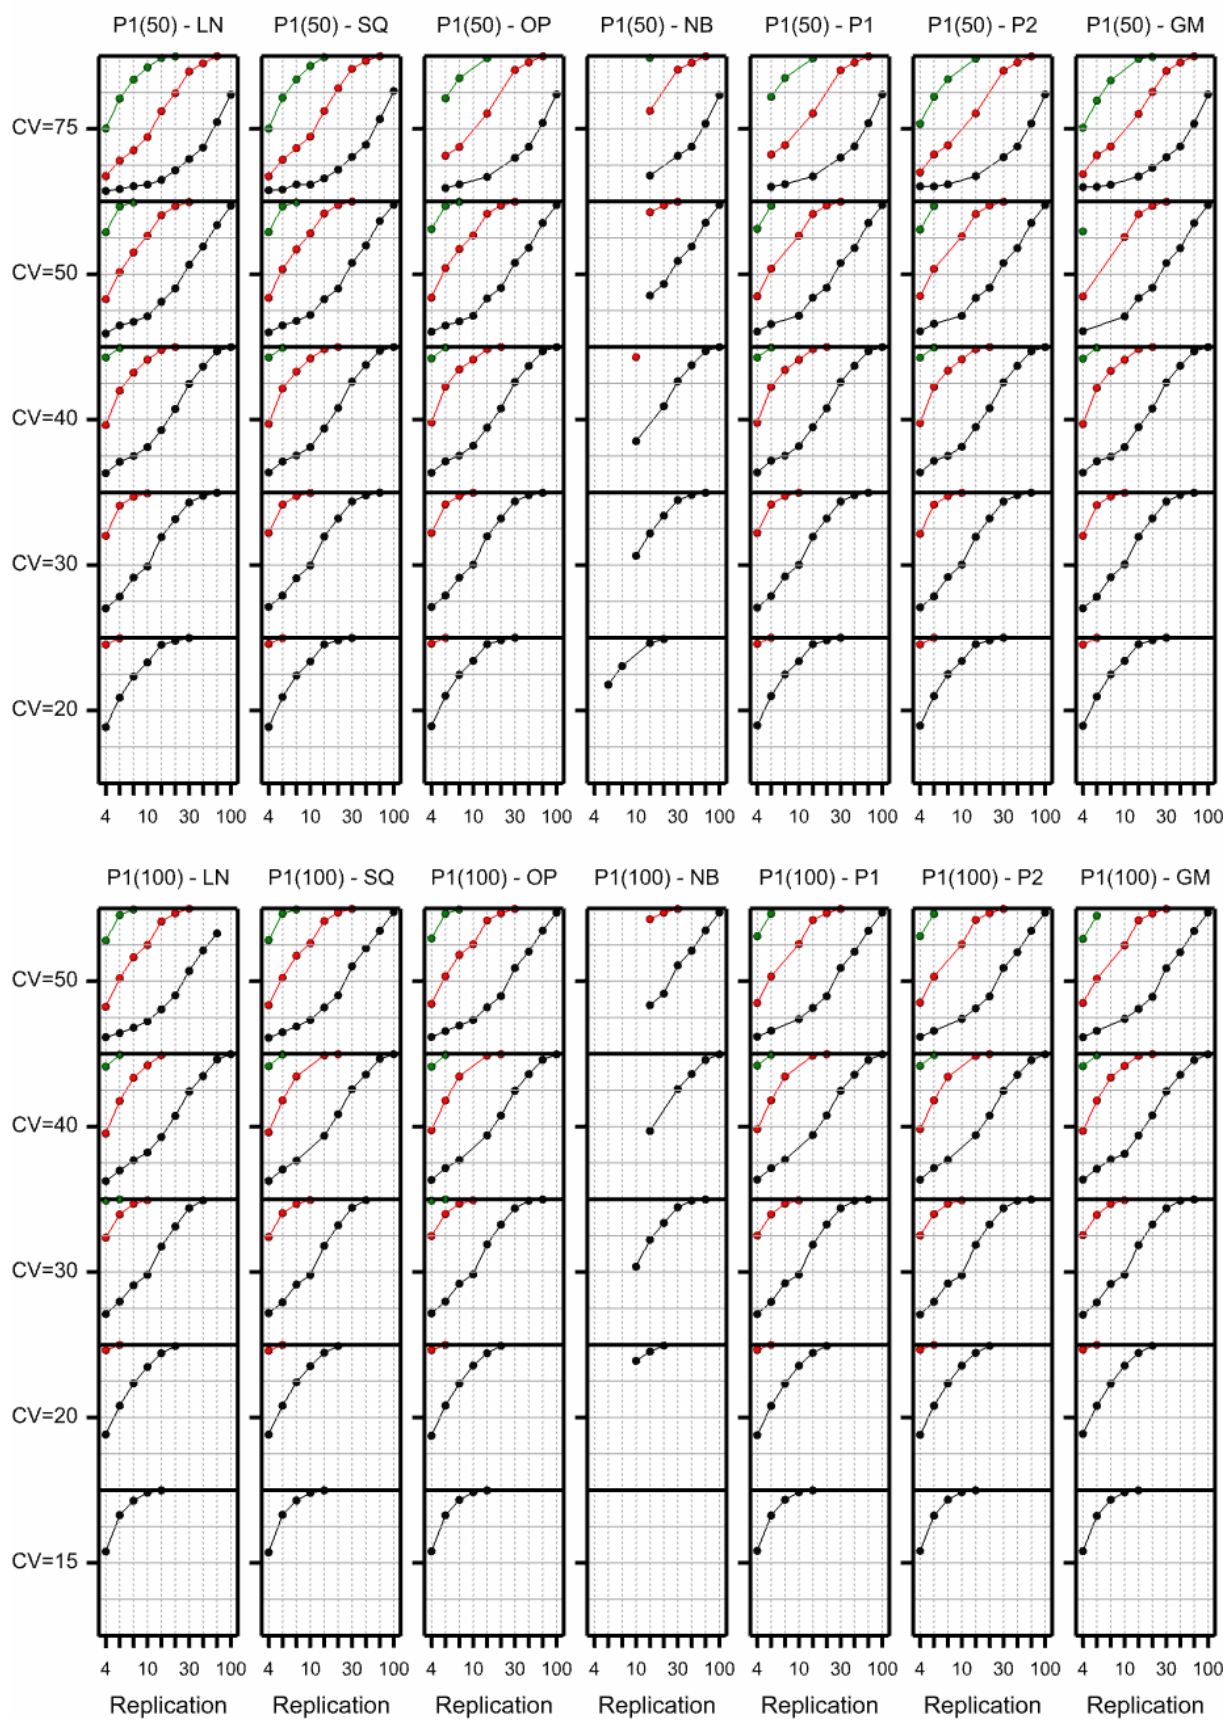 P1(50) - LN P1(50) - SQ P1(50) - OP P1(50) - NB P1(50) - P1 P1(50) - P2 P1(50) - GM
CV=75
CV=50
CV=40
CV=30
CV=20
4 10 30 100 4 10 30 100 4 10 30 100 4 10 30 100 4 10 30 100 4 10 30 100 4 10 30 100
P1(100) - LN P1(100) - SQ P1(100) - OP P1(100) - NB P1(100) - P1 P1(100) - P2 P1(100) - GM
CV=50
CV=40
CV=30
CV=20
CV=15
4 10 30 100 4 10 30 100 4 10 30 100 4 10 30 100 4 10 30 100 4 10 30 100 4 10 30 100
Replication Replication Replication Replication Replication Replication Replication